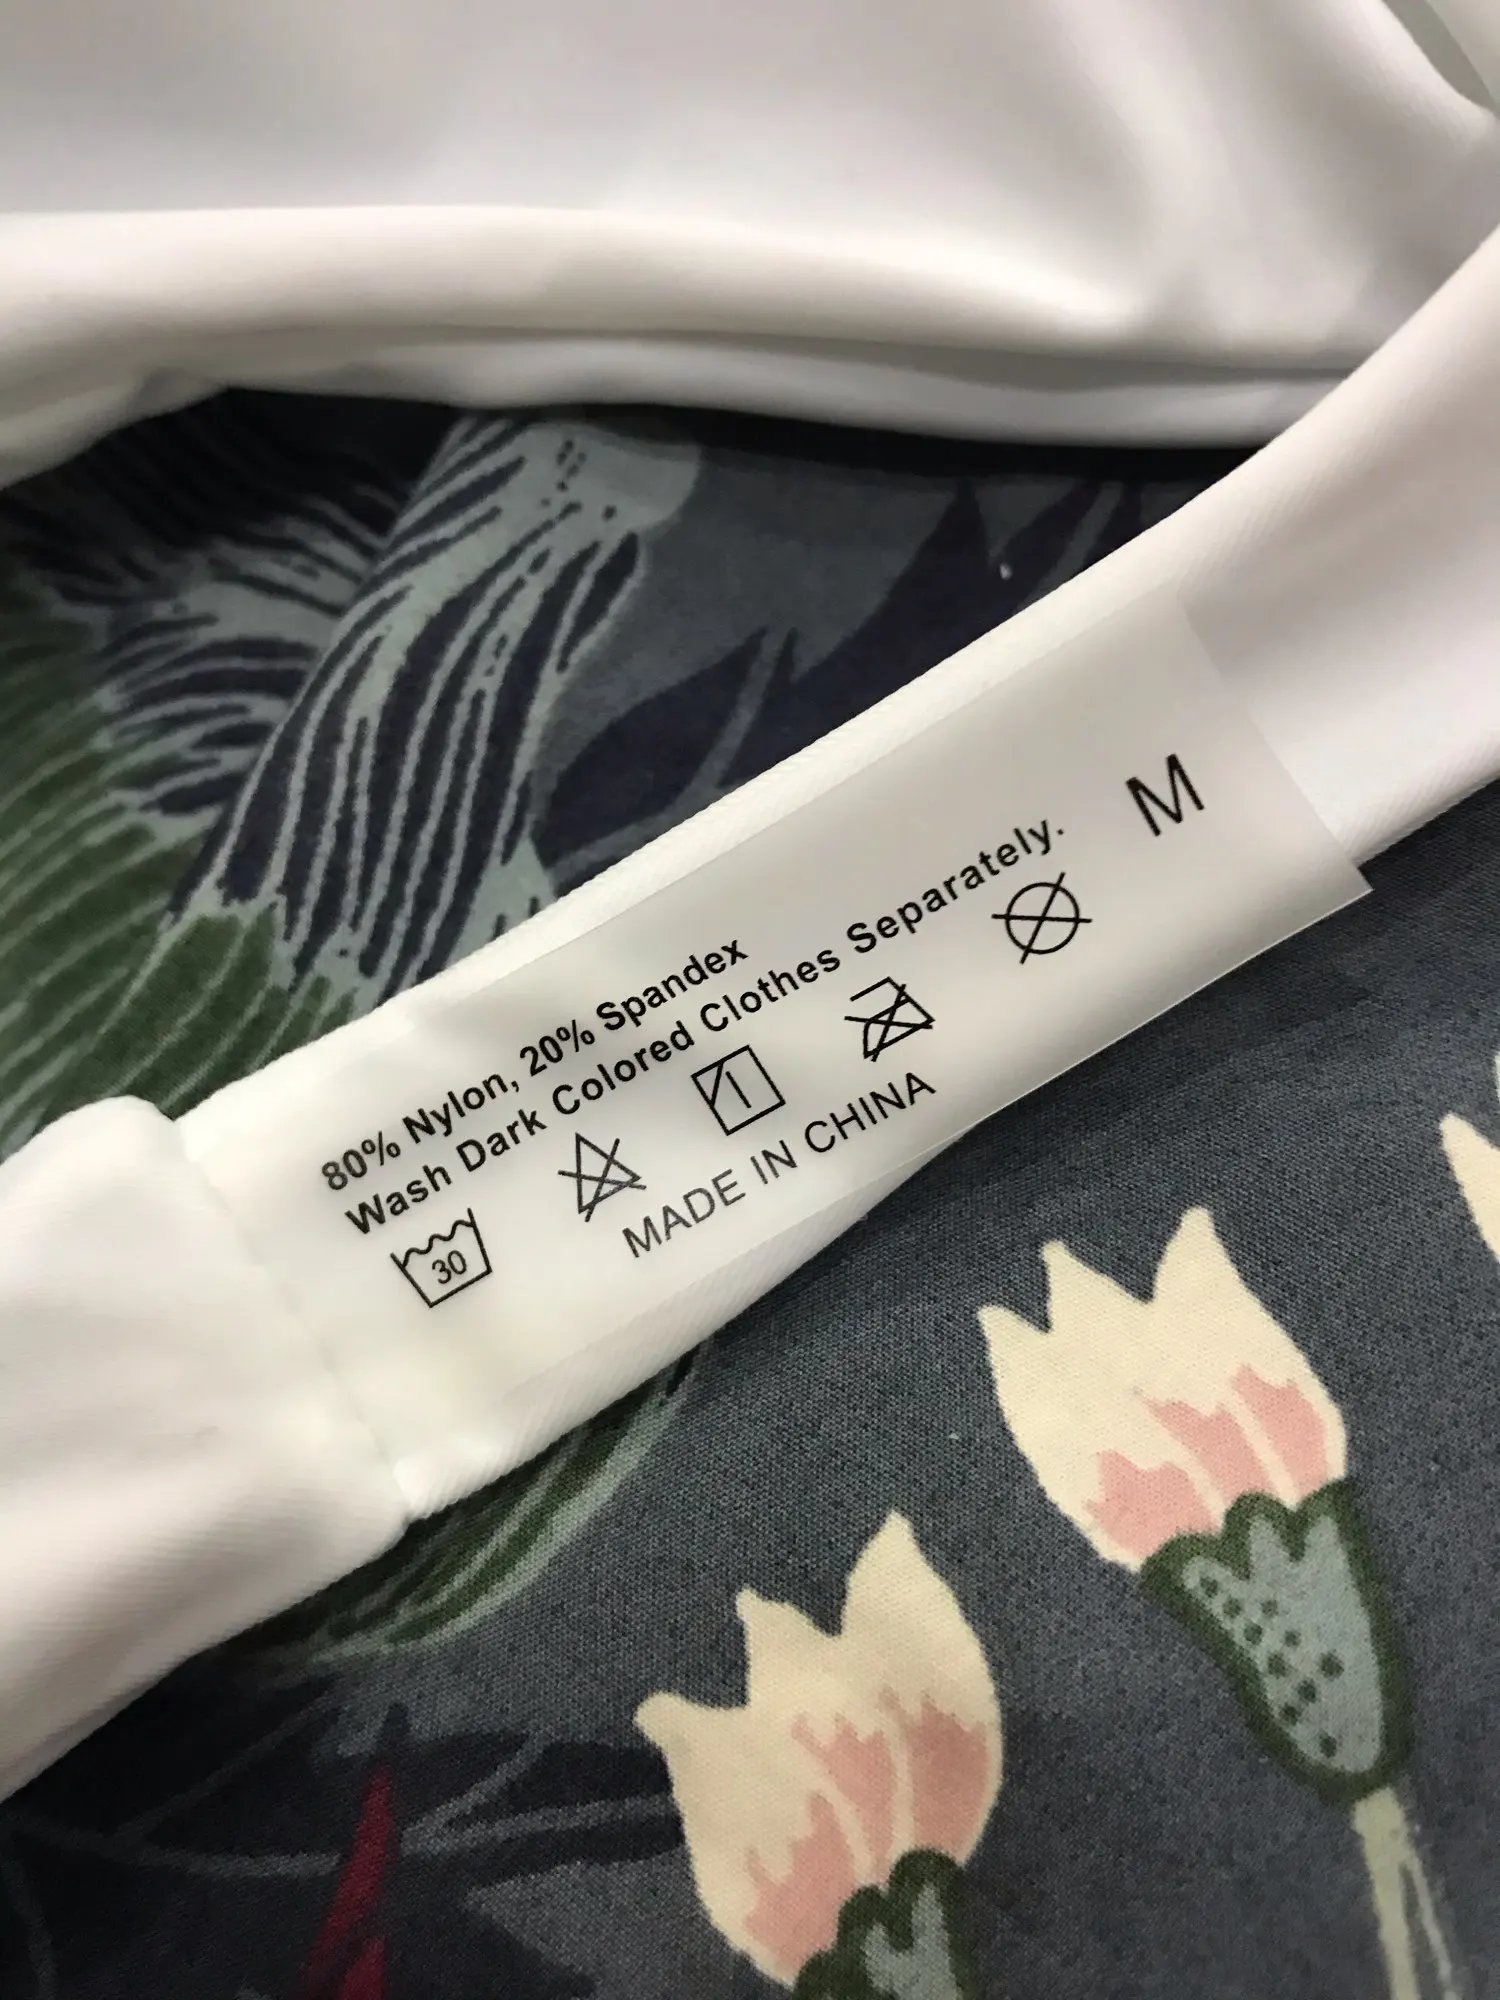 80% Nylon, 20% Spandex
Wash Dark Colored Clothes Separately.
30
MADE IN CHINA
M